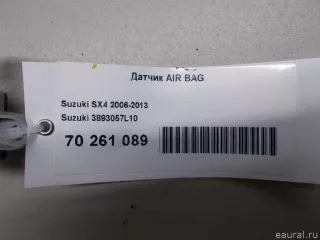 Датчик AIR BAG
Suzuki SX4 2006-2013
Suzuki 3893057L10
70 261 089
eaural.ru